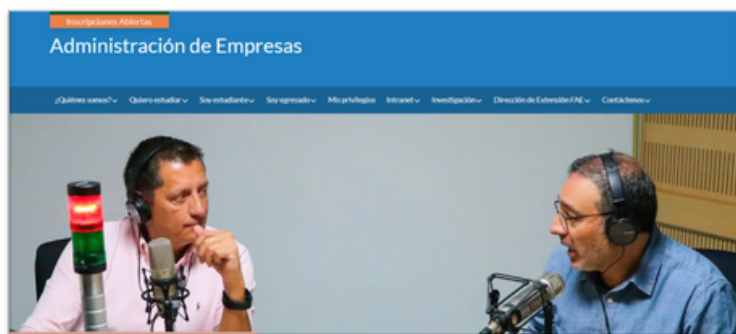 Inscripciones Abiertas
Administración de Empresas
¿Quiénes somos? Quiero estudiar Soy estudiante Soy egresado Mis privilegios Intranet Investigación Dirección de Extensión FAE Contáctenos